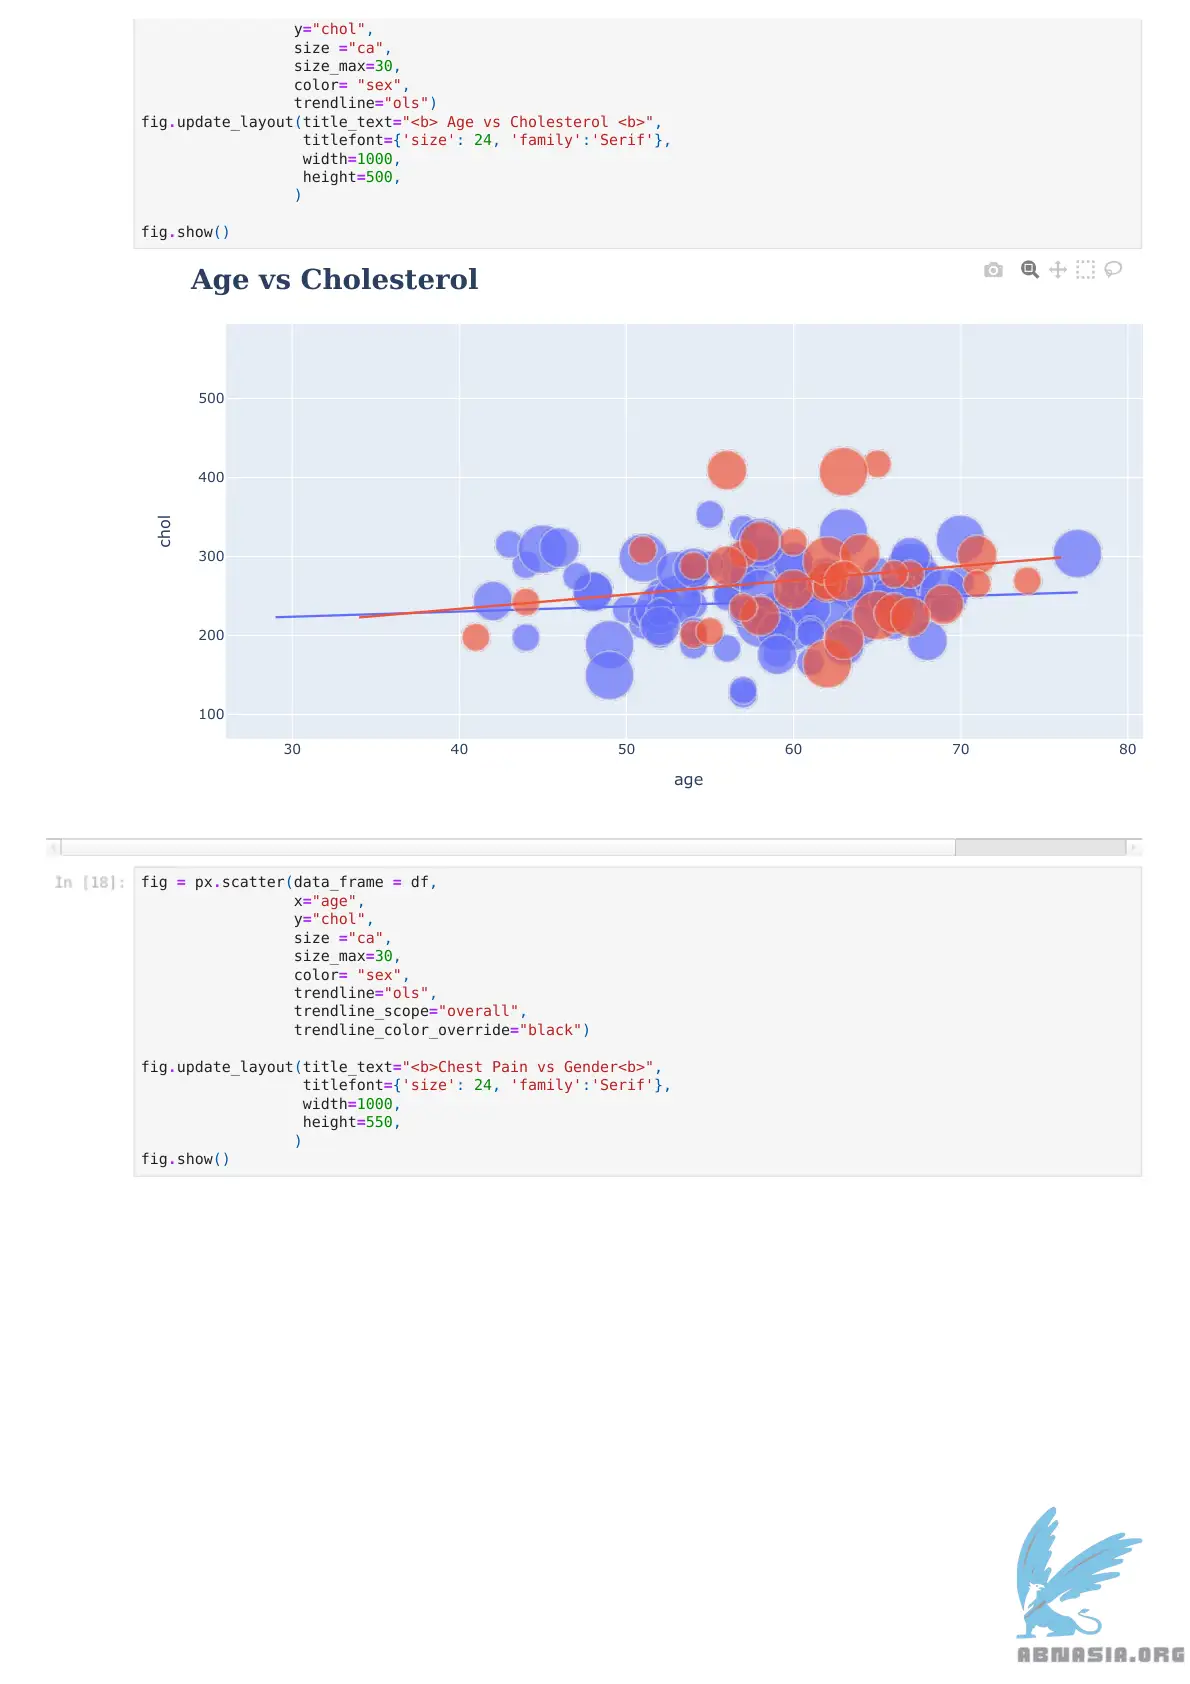 y="chol",
size ="ca",
size_max=30,
color= "sex",
trendline="ols")
fig.update_layout(title_text="<b> Age vs Cholesterol <b>",
titlefont={'size': 24, 'family':'Serif'},
width=1000,
height=500,
)
fig.show()
Age vs Cholesterol
500
400
300
200
100
chol
30 40 50 60 70 80
age
In [18]:
fig = px.scatter(data_frame = df,
x="age",
y="chol",
size ="ca",
size_max=30,
color= "sex",
trendline="ols",
trendline_scope="overall",
trendline_color_override="black")
fig.update_layout(title_text="<b>Chest Pain vs Gender<b>",
titlefont={'size': 24, 'family':'Serif'},
width=1000,
height=550,
)
fig.show()
ABNASIA.ORG